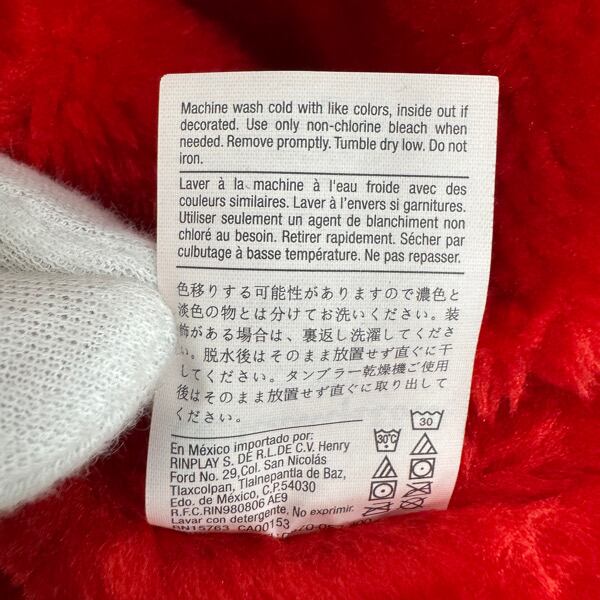 Machine wash cold with like colors, inside out if
decorated. Use only non-chlorine bleach when
needed. Remove promptly. Tumble dry low. Do not
iron.
Laver à la machine à l'eau froide avec des
couleurs similaires. Laver à l'envers si garnitures.
Utiliser seulement un agent de blanchiment non
chloré au besoin. Retirer rapidement. Sécher par
culbutage à basse température. Ne pas repasser.
色移りする可能性がありますので濃色と
淡色の物とは分けてお洗いください。装
飾がある場合は、裏返し洗濯してくださ
い。脱水後はそのまま放置せず直ぐに干
してください。タンブラー乾燥機ご使用
後はそのまま放置せず直ぐに取り出して
ください。
En México importado por:
RINPLAY S. DE R.L.DE C.V. Henry
Ford No. 29,Col. San Nicolás
Tlaxcolpan, Tlalnepantla de Baz,
Edo. de México, C.P.54030
R.F.C.RIN980806 AE9
Lavar con detergente, No exprimir.
RN15763 CA00153
30°C
30